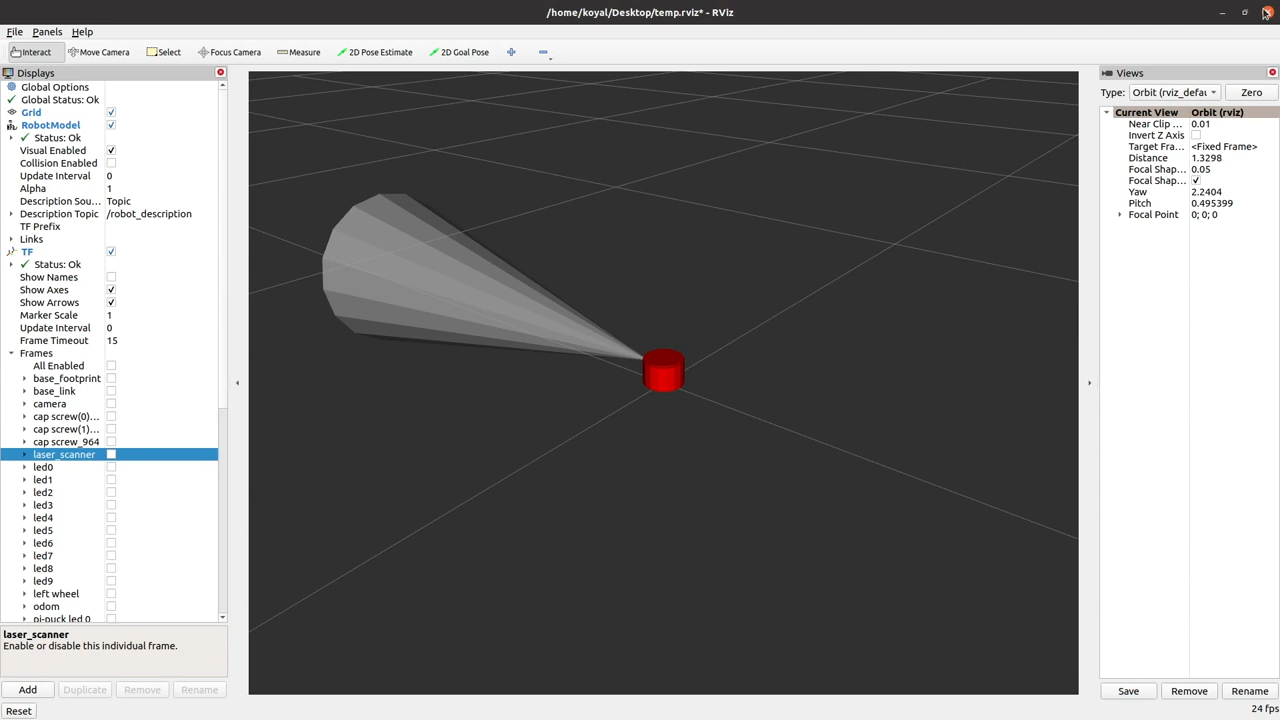 /home/koyal/Desktop/temp.rviz* - RViz
File Panels Help
Interact Move Camera Select Focus Camera Measure 2D Pose Estimate 2D Goal Pose
Displays
Global Options
Global Status: Ok
Grid
RobotModel
Status: Ok
Visual Enabled
Collision Enabled
Update Interval 0
Alpha 1
Description Sou... Topic
Description Topic /robot_description
TF Prefix
Links
TF
Status: Ok
Show Names
Show Axes
Show Arrows
Marker Scale 1
Update Interval 0
Frame Timeout 15
Frames
All Enabled
base_footprint
base_link
camera
cap screw(0)...
cap screw(1)...
cap screw_964
laser_scanner
led0
led1
led2
led3
led4
led5
led6
led7
led8
led9
left wheel
odom
pi-puck led 0
laser_scanner
Enable or disable this individual frame.
Add Duplicate Remove Rename
Reset
Views
Type: Orbit (rviz_defau Zero
Current View Orbit (rviz)
Near Clip ... 0.01
Invert Z Axis
Target Fra... <Fixed Frame>
Distance 1.3298
Focal Shap... 0.05
Focal Shap...
Yaw 2.2404
Pitch 0.495399
Focal Point 0; 0; 0
Save Remove Rename
24 fps